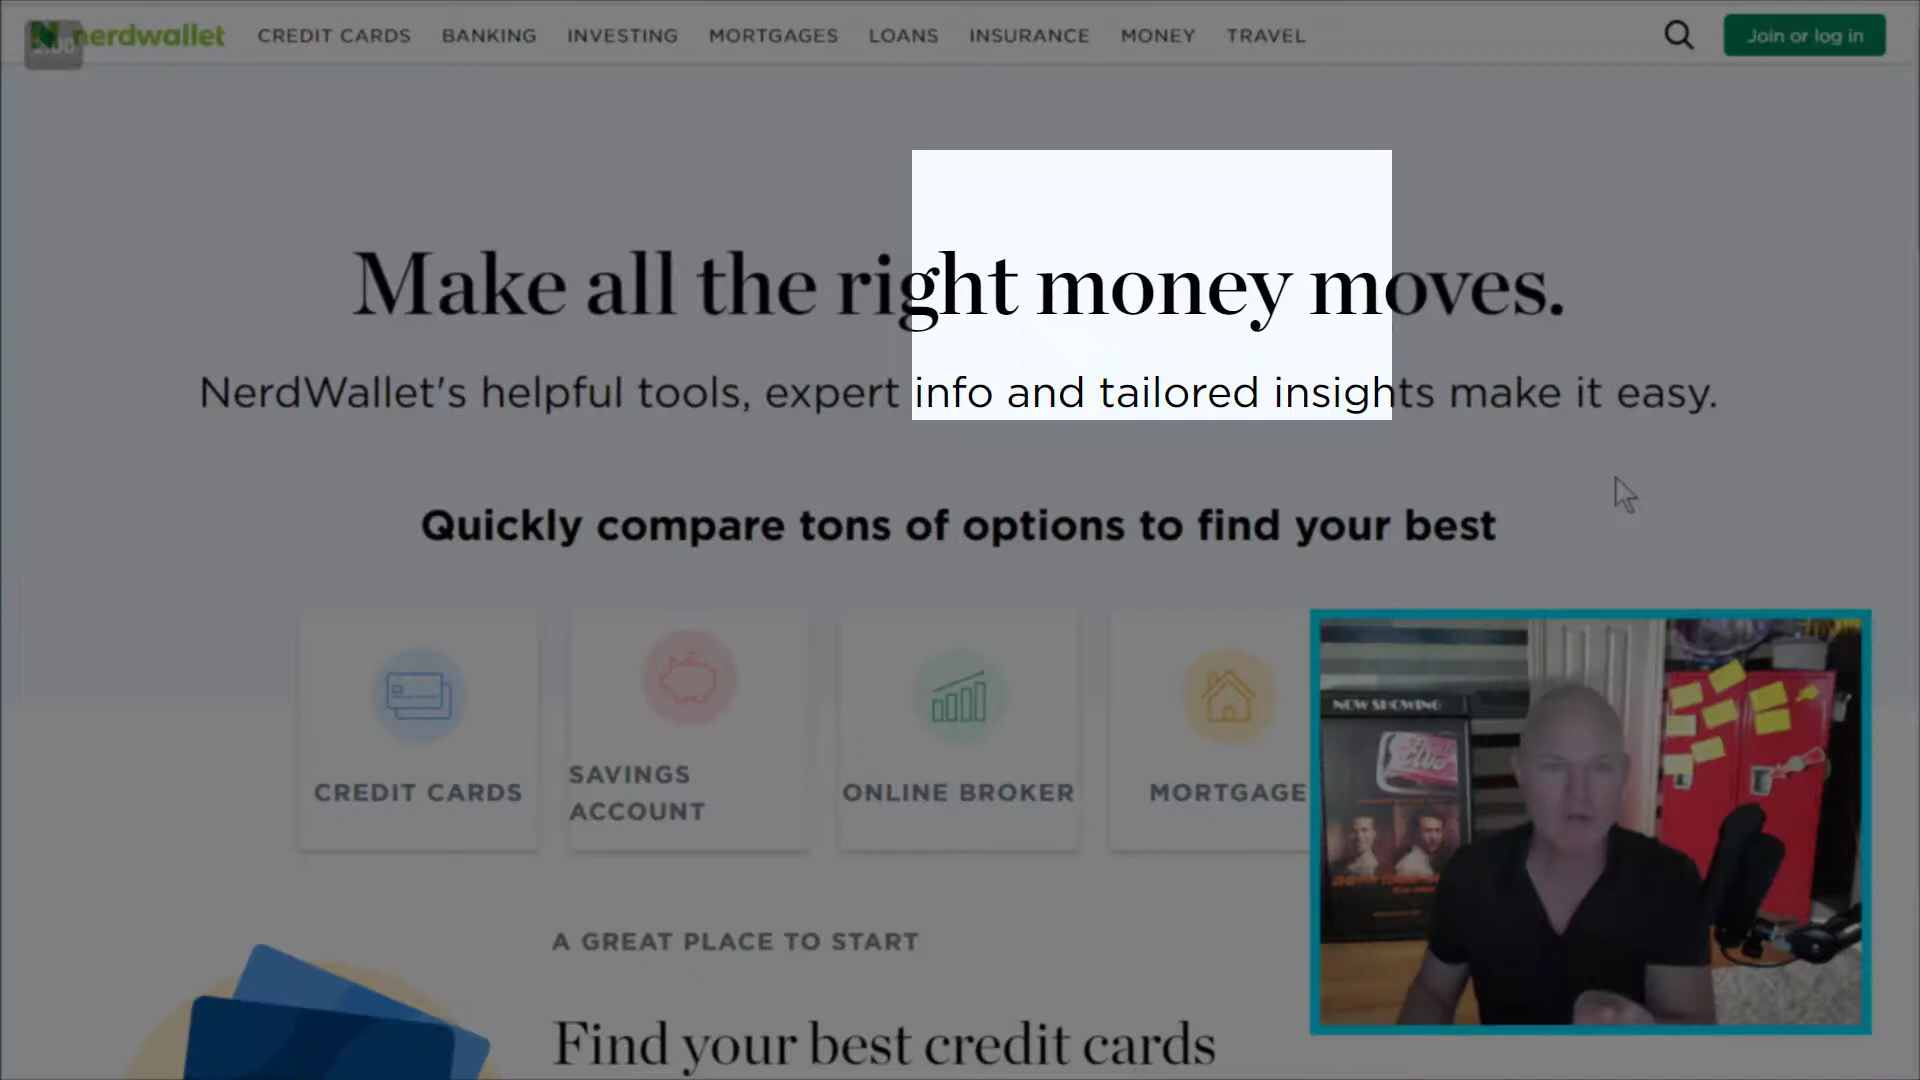 nerdwallet CREDIT CARDS BANKING INVESTING MORTGAGES LOANS INSURANCE MONEY TRAVEL Join or log in
Make all the right money moves.
NerdWallet's helpful tools, expert info and tailored insights make it easy.
Quickly compare tons of options to find your best
CREDIT CARDS
SAVINGS
ACCOUNT
ONLINE BROKER
MORTGAGE
NOW SHOWING
FIGHT
CLUB
A GREAT PLACE TO START
Find your best credit cards